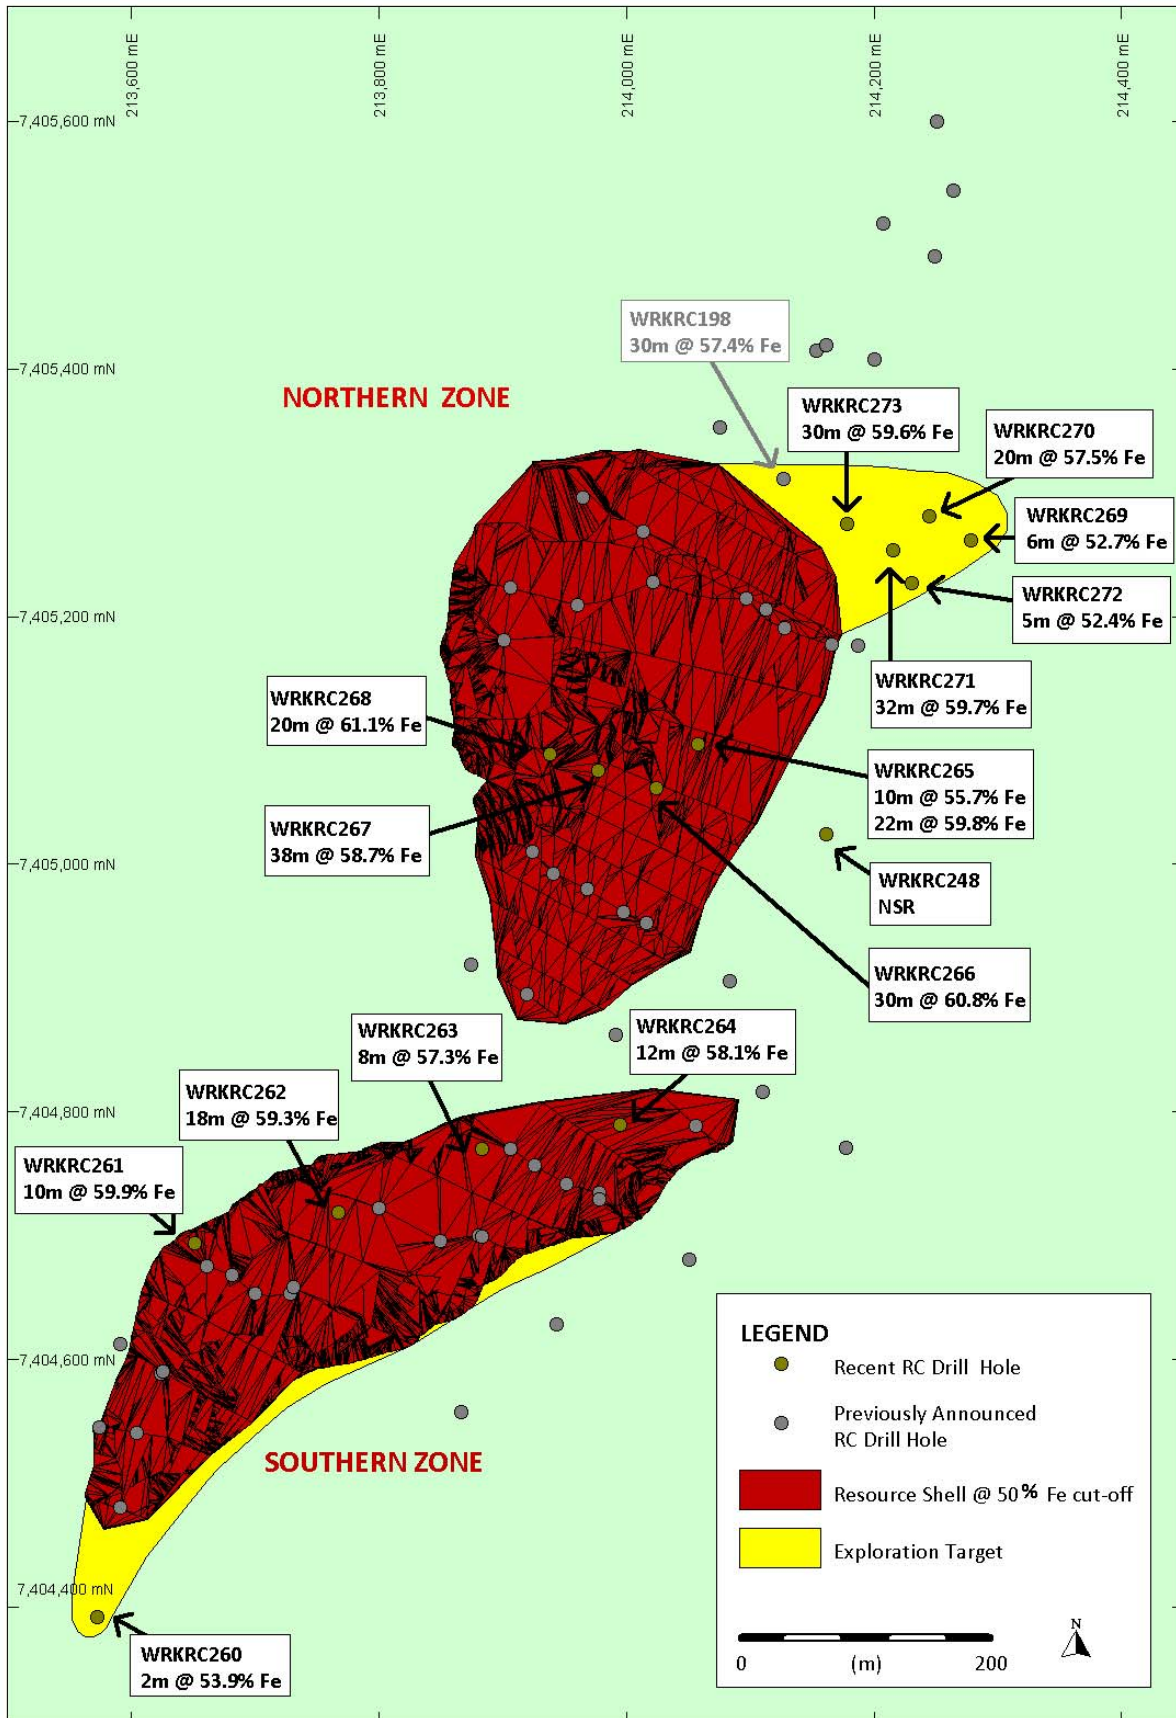 213,600 mE
213,800 mE
214,000 mE
214,200 mE
214,400 mE
7,405,600 mN
WRKRC198
30m @ 57.4% Fe
7,405,400 mN
NORTHERN ZONE
WRKRC273
30m @ 59.6% Fe
WRKRC270
20m @ 57.5% Fe
WRKRC269
6m @ 52.7% Fe
WRKRC272
5m @ 52.4% Fe
7,405,200 mN
WRKRC271
32m @ 59.7% Fe
WRKRC268
20m @ 61.1% Fe
WRKRC265
10m @ 55.7% Fe
22m @ 59.8% Fe
WRKRC267
38m @ 58.7% Fe
7,405,000 mN
WRKRC248
NSR
WRKRC266
30m @ 60.8% Fe
WRKRC264
12m @ 58.1% Fe
WRKRC263
8m @ 57.3% Fe
WRKRC262
18m @ 59.3% Fe
7,404,800 mN
WRKRC261
10m @ 59.9% Fe
7,404,600 mN
SOUTHERN ZONE
7,404,400 mN
WRKRC260
2m @ 53.9% Fe
LEGEND
Recent RC Drill Hole
Previously Announced
RC Drill Hole
Resource Shell @ 50% Fe cut-off
Exploration Target
N
0 (m) 200